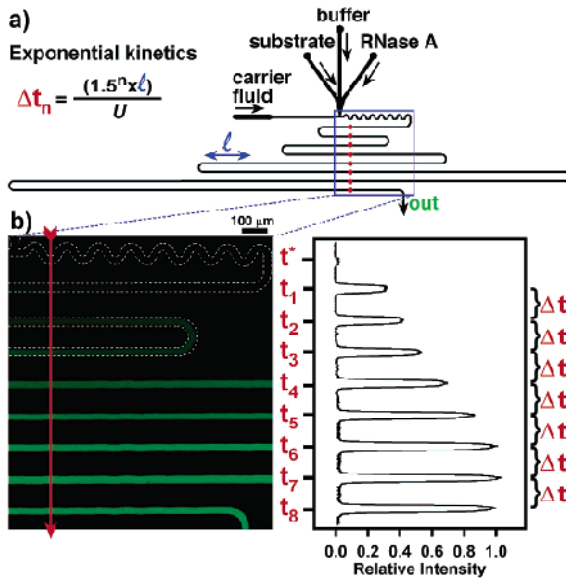 a)
buffer
substrate
RNase A
Exponential kinetics
carrier
fluid
Δtₙ = (1.5ⁿxℓ)
U
ℓ
out
b)
100 μm
t*
t₁
t₂
t₃
t₄
t₅
t₆
t₇
t₈
Δt
Δt
Δt
Δt
Δt
Δt
Δt
0.0 0.2 0.4 0.6 0.8 1.0
Relative Intensity